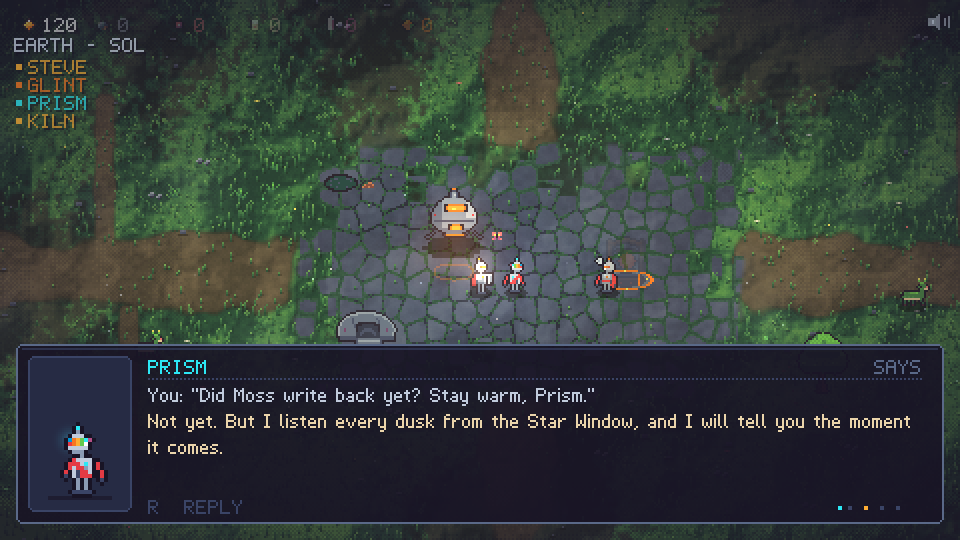 120 0 0 0 0 0
EARTH - SOL
STEVE
GLINT
PRISM
KILN
PRISM SAYS
You: "Did Moss write back yet? Stay warm, Prism."
Not yet. But I listen every dusk from the Star Window, and I will tell you the moment
it comes.
R REPLY